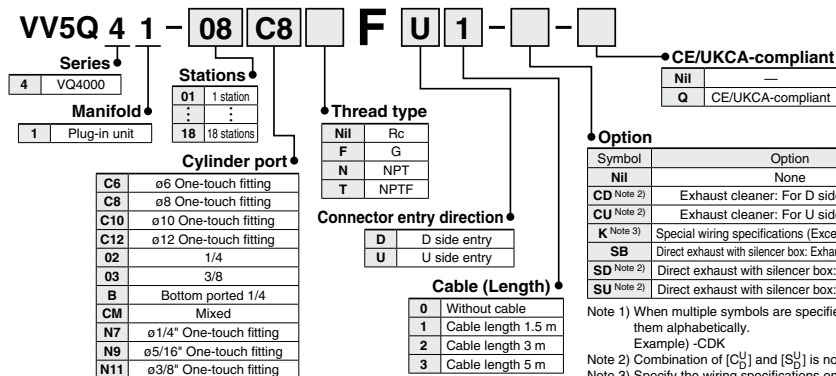 VV5Q 4 1 - 08 C8 F U 1 - -
Series
4 VQ4000
Manifold
1 Plug-in unit
Stations
01 1 station
⋮ ⋮
18 18 stations
Cylinder port
C6 ø6 One-touch fitting
C8 ø8 One-touch fitting
C10 ø10 One-touch fitting
C12 ø12 One-touch fitting
02 1/4
03 3/8
B Bottom ported 1/4
CM Mixed
N7 ø1/4" One-touch fitting
N9 ø5/16" One-touch fitting
N11 ø3/8" One-touch fitting
Thread type
Nil Rc
F G
N NPT
T NPTF
Connector entry direction
D D side entry
U U side entry
Cable (Length)
0 Without cable
1 Cable length 1.5 m
2 Cable length 3 m
3 Cable length 5 m
CE/UKCA-compliant
Nil —
Q CE/UKCA-compliant
Option
Symbol Option
Nil None
CD Note 2) Exhaust cleaner: For D sid
CU Note 2) Exhaust cleaner: For U sid
K Note 3) Special wiring specifications (Exce
SB Direct exhaust with silencer box: Exha
SD Note 2) Direct exhaust with silencer box:
SU Note 2) Direct exhaust with silencer box:
Note 1) When multiple symbols are specifie
them alphabetically.
Example) -CDK
Note 2) Combination of [CUD] and [SUD] is no
Note 3) Specify the wiring specifications on